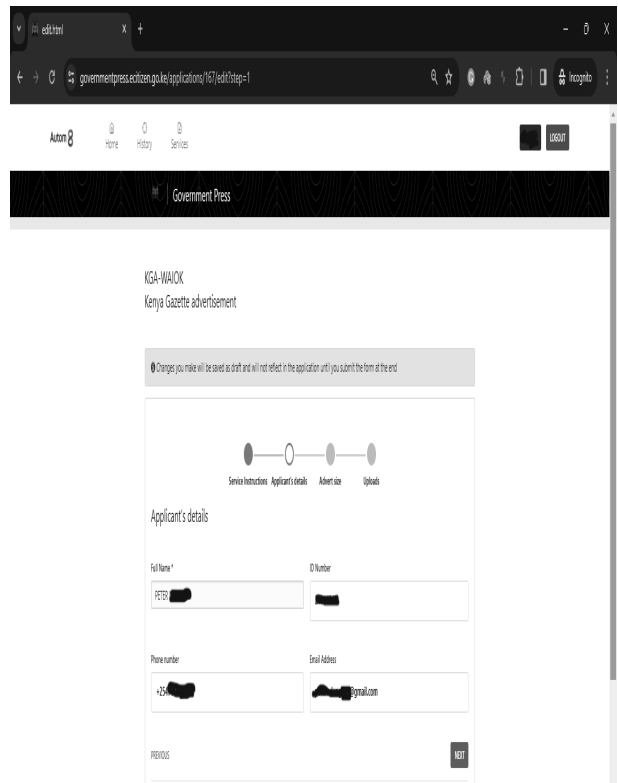 edit.html
governmentpress.ecitizen.go.ke/applications/167/edit?step=1
Incognito
Autom
Home History Services
LOGOUT
Government Press
KGA-WAIOK
Kenya Gazette advertisement
Changes you make will be saved as draft and will not reflect in the application until you submit the form at the end
Service Instructions Applicant's details Advert size Uploads
Applicant's details
Full Name * ID Number
PETER
Phone number Email Address
+254 @gmail.com
PREVIOUS NEXT